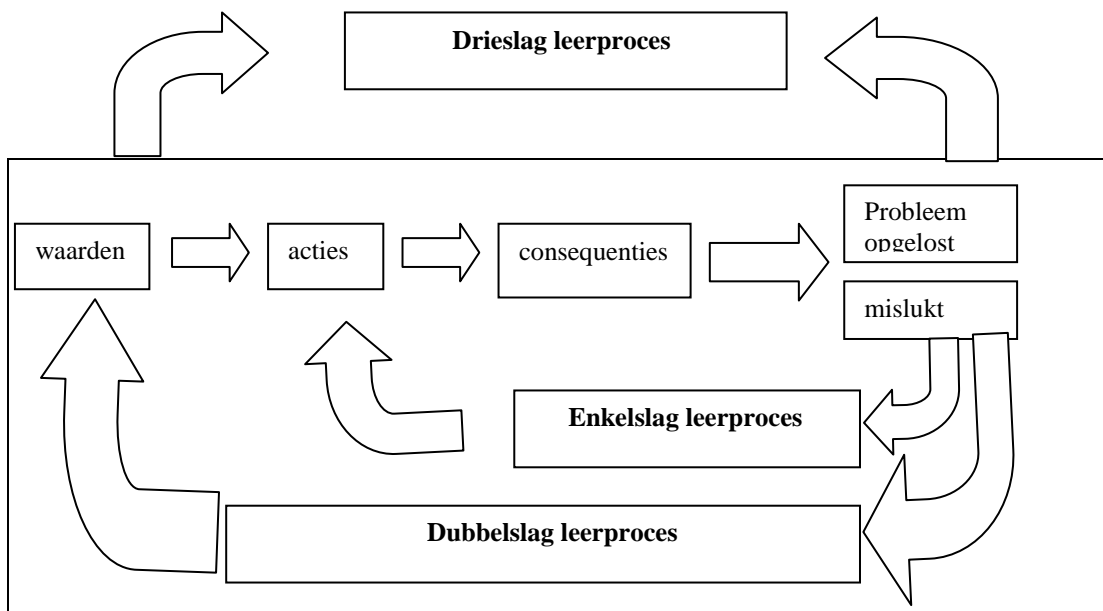 Drieslag leerproces
waarden
acties
consequenties
Probleem
opgelost
mislukt
Enkelslag leerproces
Dubbelslag leerproces